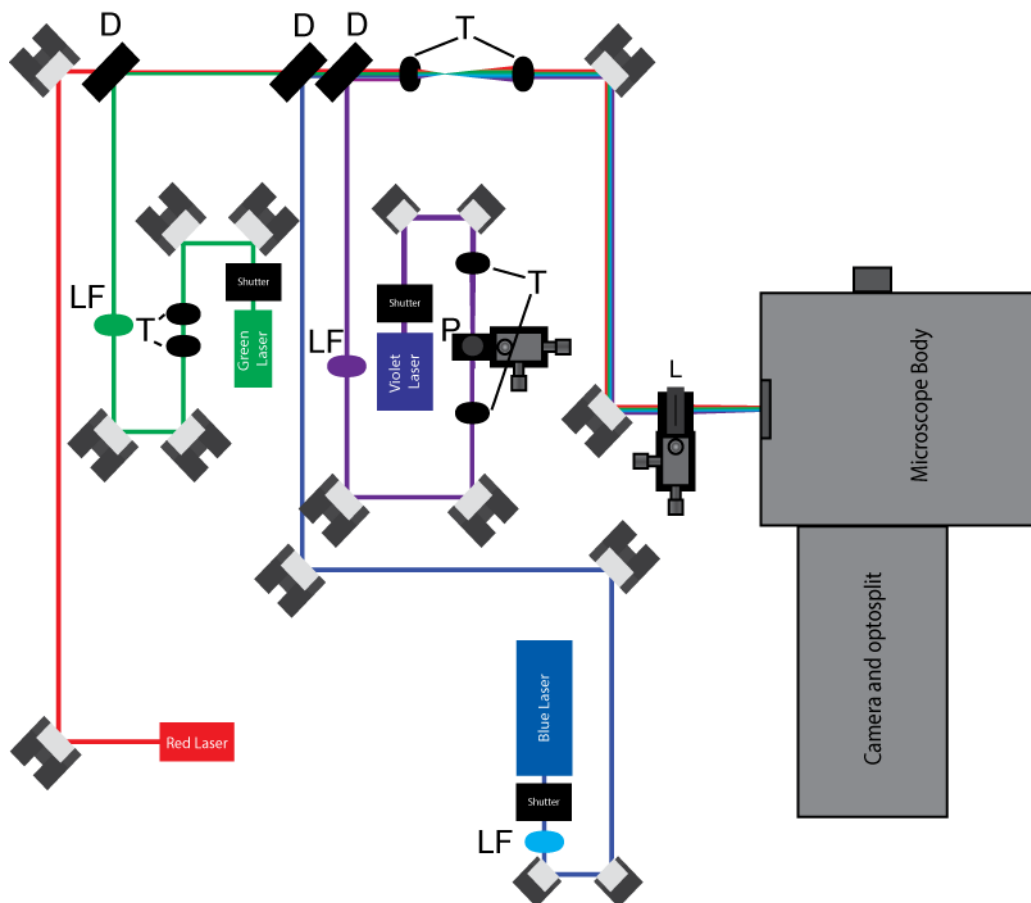 D
D
D
T
LF
Shutter
Green
Laser
T
Shutter
Violet
Laser
LF
T
P
L
Microscope Body
Camera and optosplit
Red Laser
Blue Laser
Shutter
LF